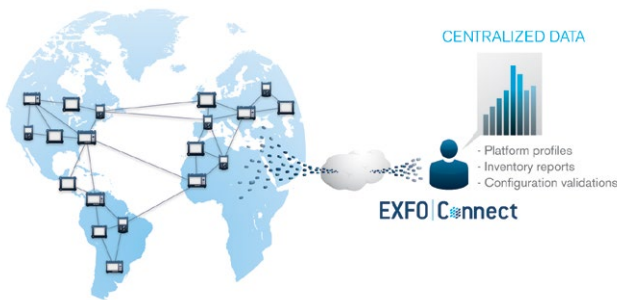 CENTRALIZED DATA
- Platform profiles
- Inventory reports
- Configuration validations
EXFO|Connect